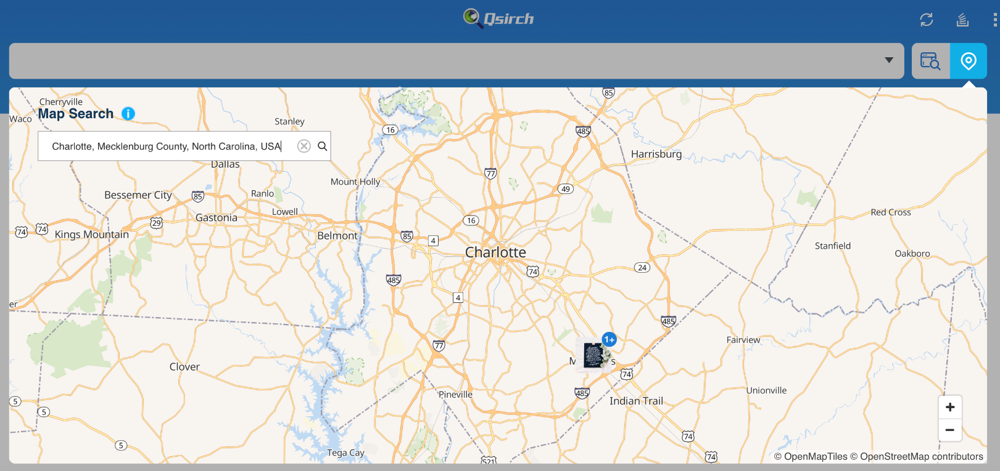 Qsirch
Cherryville
85
Map Search i
Waco
Stanley
16
485
Charlotte, Mecklenburg County, North Carolina, USA
Harrisburg
Dallas
77
Mount Holly
49
Bessemer City
85
Ranlo
Lowell
Red Cross
Gastonia
16
29
74
74
Kings Mountain
Belmont
85
4
Stanfield
Charlotte
Oakboro
24
74
485
4
er
485
1+
Fairview
77
M
s
Clover
74
Unionville
485
Pineville
Indian Trail
5
5
+
−
74
5
Tega Cay
521
74
© OpenMapTiles © OpenStreetMap contributors